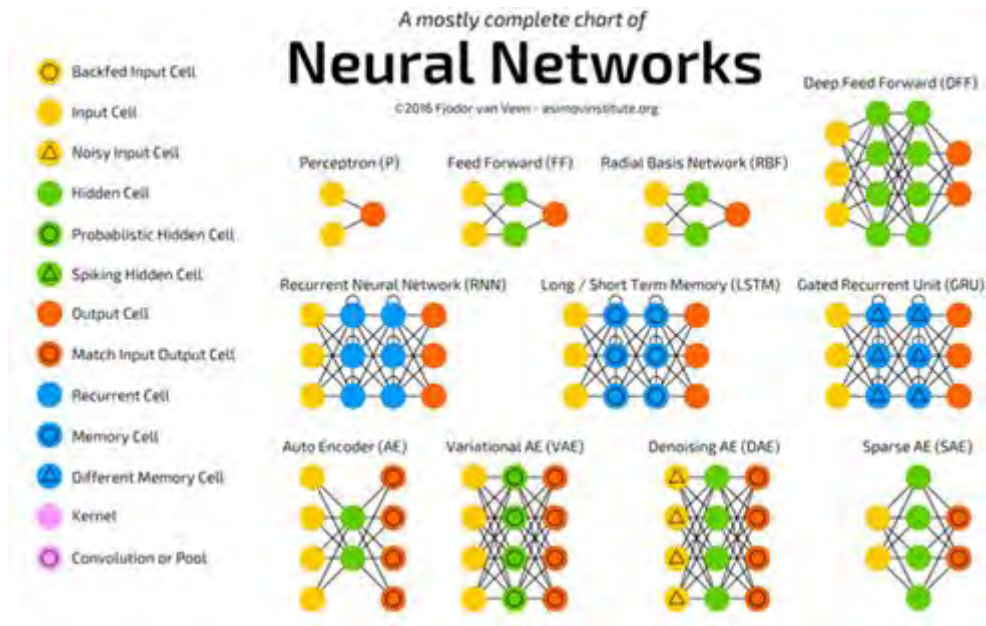 A mostly complete chart of
Neural Networks
©2016 Fjodor van Veen - asimovinstitute.org
Backfed Input Cell
Input Cell
Noisy Input Cell
Hidden Cell
Probablistic Hidden Cell
Spiking Hidden Cell
Output Cell
Match Input Output Cell
Recurrent Cell
Memory Cell
Different Memory Cell
Kernel
Convolution or Pool
Deep Feed Forward (DFF)
Perceptron (P)
Feed Forward (FF)
Radial Basis Network (RBF)
Recurrent Neural Network (RNN)
Long / Short Term Memory (LSTM)
Gated Recurrent Unit (GRU)
Auto Encoder (AE)
Variational AE (VAE)
Denoising AE (DAE)
Sparse AE (SAE)